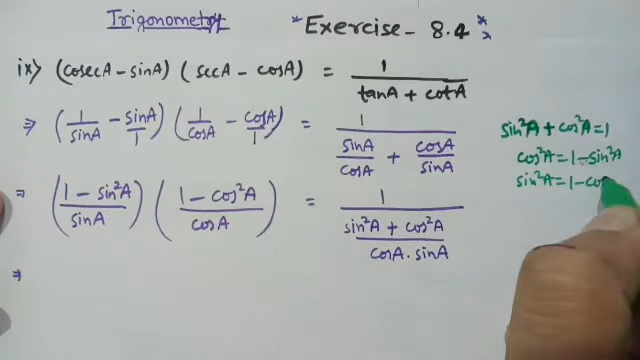 Trigonometry * Exercise - 8.4 *
ix) (cosecA - sinA) (secA - cosA) = 1/(tanA + cotA)
⇒ (1/sinA - sinA/1) (1/cosA - cosA/1) = 1/(sinA/cosA + cosA/sinA)
⇒ ((1 - sin²A)/sinA) ((1 - cos²A)/cosA) = 1/((sin²A + cos²A)/(cosA . sinA))
⇒
sin²A + cos²A = 1
cos²A = 1 - sin²A
sin²A = 1 - cos